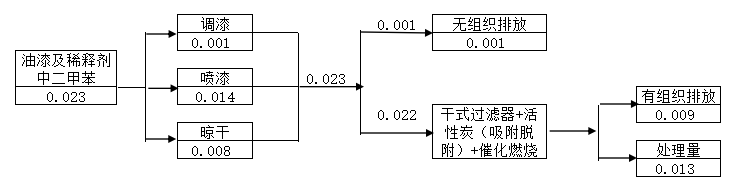 油漆及稀释剂
中二甲苯
0.023
调漆
0.001
喷漆
0.014
晾干
0.008
0.023
0.001
无组织排放
0.001
0.022
干式过滤器+活
性炭（吸附脱
附）+催化燃烧
有组织排放
0.009
处理量
0.013